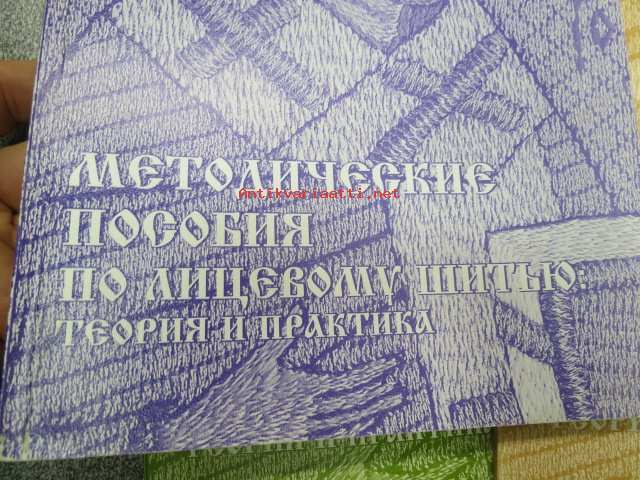 МЕТОДИЧЕСКИЕ
Antikvariaatti.net
ПОСОБИЯ
ПО ЛИЦЕВОМУ ШИТЬЮ:
ТЕОРИЯ И ПРАКТИКА